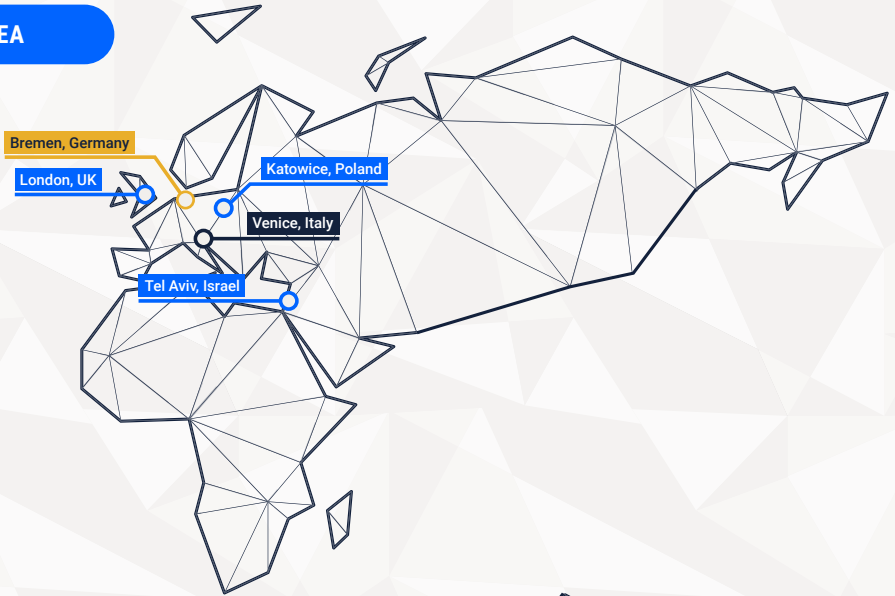 EA
Bremen, Germany
Katowice, Poland
London, UK
Venice, Italy
Tel Aviv, Israel